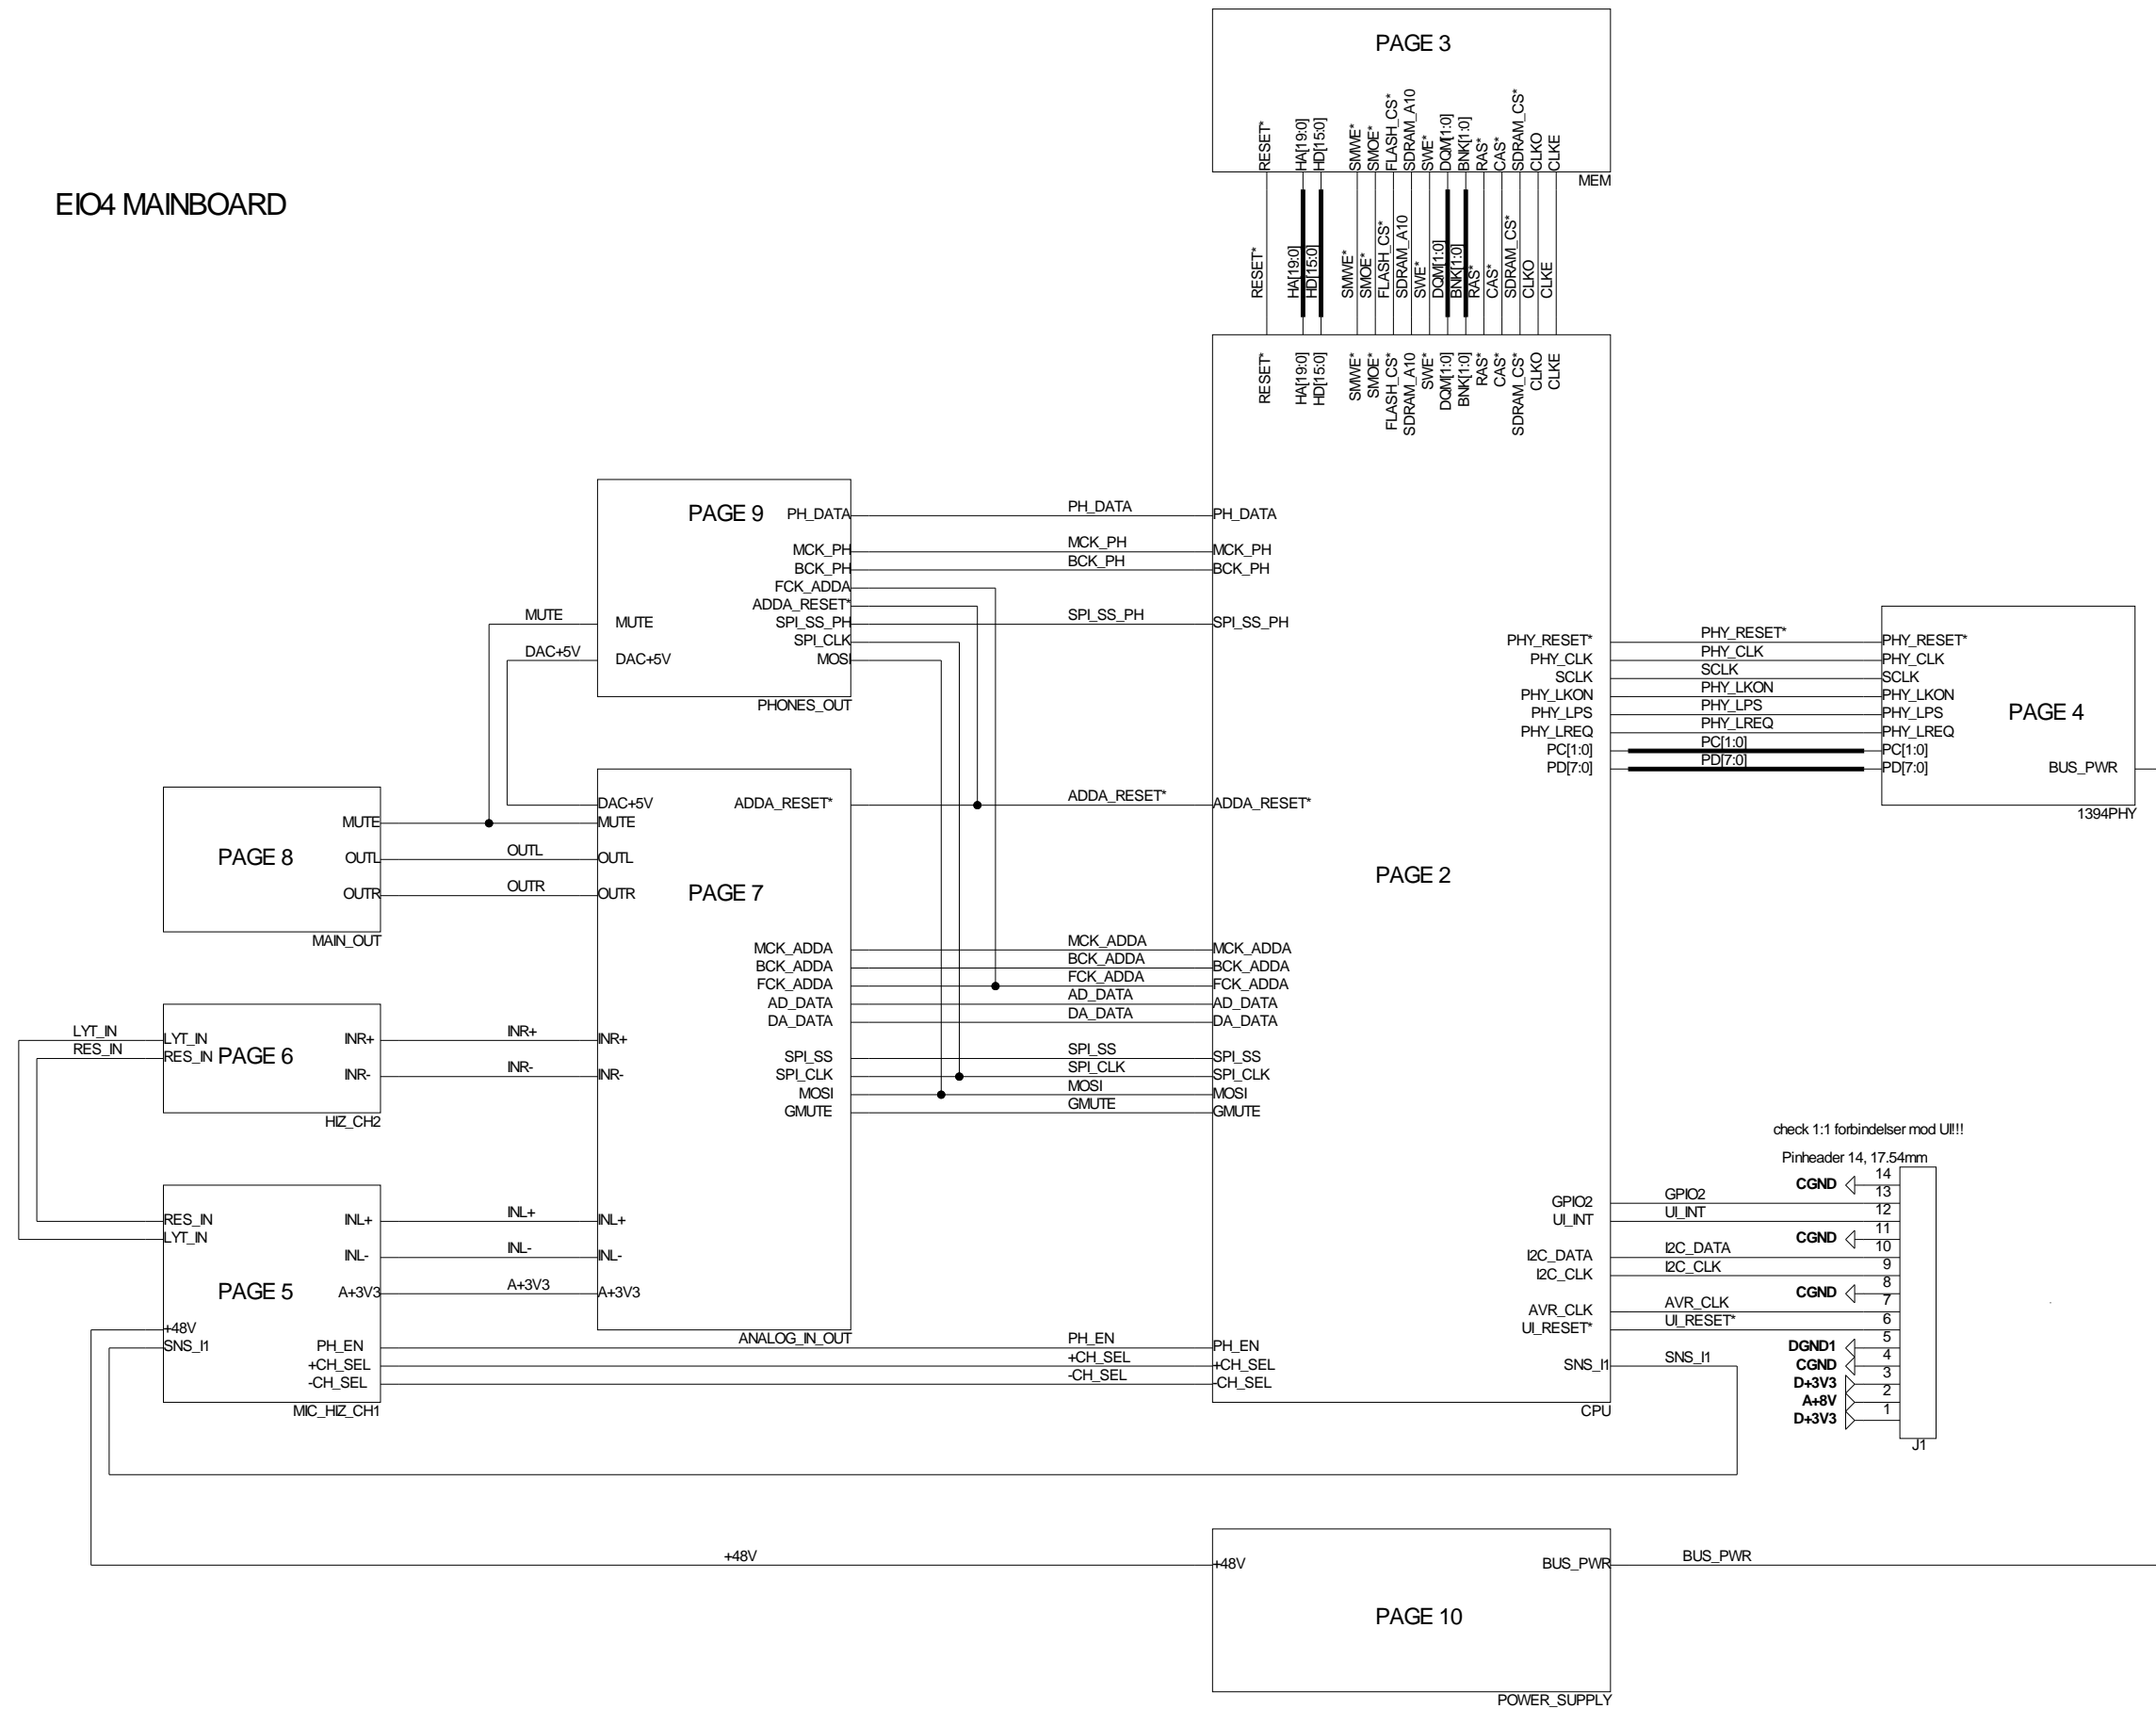 PAGE 3
RESET*
HA[19:0]
HD[15:0]
SMWE*
SMOE*
FLASH_CS*
SDRAM_A10
SWE*
DQM[1:0]
BNK[1:0]
RAS*
CAS*
SDRAM_CS*
CLKO
CLKE
MEM
EIO4 MAINBOARD
RESET*
HA[19:0]
HD[15:0]
SMWE*
SMOE*
FLASH_CS*
SDRAM_A10
SWE*
DQM[1:0]
BNK[1:0]
RAS*
CAS*
SDRAM_CS*
CLKO
CLKE
RESET*
HA[19:0]
HD[15:0]
SMWE*
SMOE*
FLASH_CS*
SDRAM_A10
SWE*
DQM[1:0]
BNK[1:0]
RAS*
CAS*
SDRAM_CS*
CLKO
CLKE
PAGE 9
PH_DATA
MCK_PH
BCK_PH
FCK_ADDA
ADDA_RESET*
SPI_SS_PH
SPI_CLK
MOSI
MUTE
DAC+5V
MUTE
DAC+5V
PHONES_OUT
PH_DATA
MCK_PH
BCK_PH
SPI_SS_PH
PH_DATA
MCK_PH
BCK_PH
SPI_SS_PH
PHY_RESET*
PHY_CLK
SCLK
PHY_LKON
PHY_LPS
PHY_LREQ
PC[1:0]
PD[7:0]
PHY_RESET*
PHY_CLK
SCLK
PHY_LKON
PHY_LPS
PHY_LREQ
PC[1:0]
PD[7:0]
PHY_RESET*
PHY_CLK
SCLK
PHY_LKON
PHY_LPS
PHY_LREQ
PC[1:0]
PD[7:0]
PAGE 4
BUS_PWR
1394PHY
PAGE 8
MUTE
OUTL
OUTR
MAIN_OUT
OUTL
OUTR
DAC+5V
MUTE
OUTL
OUTR
PAGE 7
ADDA_RESET*
ADDA_RESET*
ADDA_RESET*
PAGE 2
MCK_ADDA
BCK_ADDA
FCK_ADDA
AD_DATA
DA_DATA
SPI_SS
SPI_CLK
MOSI
GMUTE
MCK_ADDA
BCK_ADDA
FCK_ADDA
AD_DATA
DA_DATA
SPI_SS
SPI_CLK
MOSI
GMUTE
MCK_ADDA
BCK_ADDA
FCK_ADDA
AD_DATA
DA_DATA
SPI_SS
SPI_CLK
MOSI
GMUTE
LYT_IN
RES_IN
LYT_IN
RES_IN
PAGE 6
INR+
INR-
HIZ_CH2
INR+
INR-
INR+
INR-
RES_IN
LYT_IN
PAGE 5
INL+
INL-
A+3V3
+48V
SNS_I1
PH_EN
+CH_SEL
-CH_SEL
MIC_HIZ_CH1
INL+
INL-
A+3V3
INL+
INL-
A+3V3
ANALOG_IN_OUT
PH_EN
+CH_SEL
-CH_SEL
PH_EN
+CH_SEL
-CH_SEL
GPIO2
UI_INT
I2C_DATA
I2C_CLK
AVR_CLK
UI_RESET*
SNS_I1
CPU
GPIO2
UI_INT
I2C_DATA
I2C_CLK
AVR_CLK
UI_RESET*
SNS_I1
check 1:1 forbindelser mod UI!!!
Pinheader 14, 17.54mm
CGND
CGND
CGND
DGND1
CGND
D+3V3
A+8V
D+3V3
14
13
12
11
10
9
8
7
6
5
4
3
2
1
J1
+48V
+48V
BUS_PWR
BUS_PWR
PAGE 10
POWER_SUPPLY